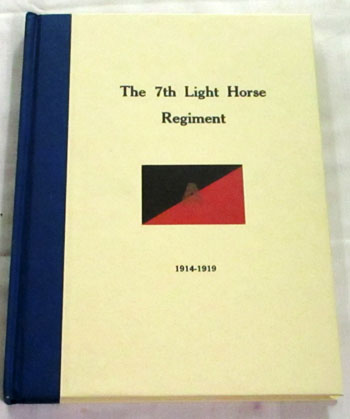 The 7th Light Horse
Regiment
1914-1919